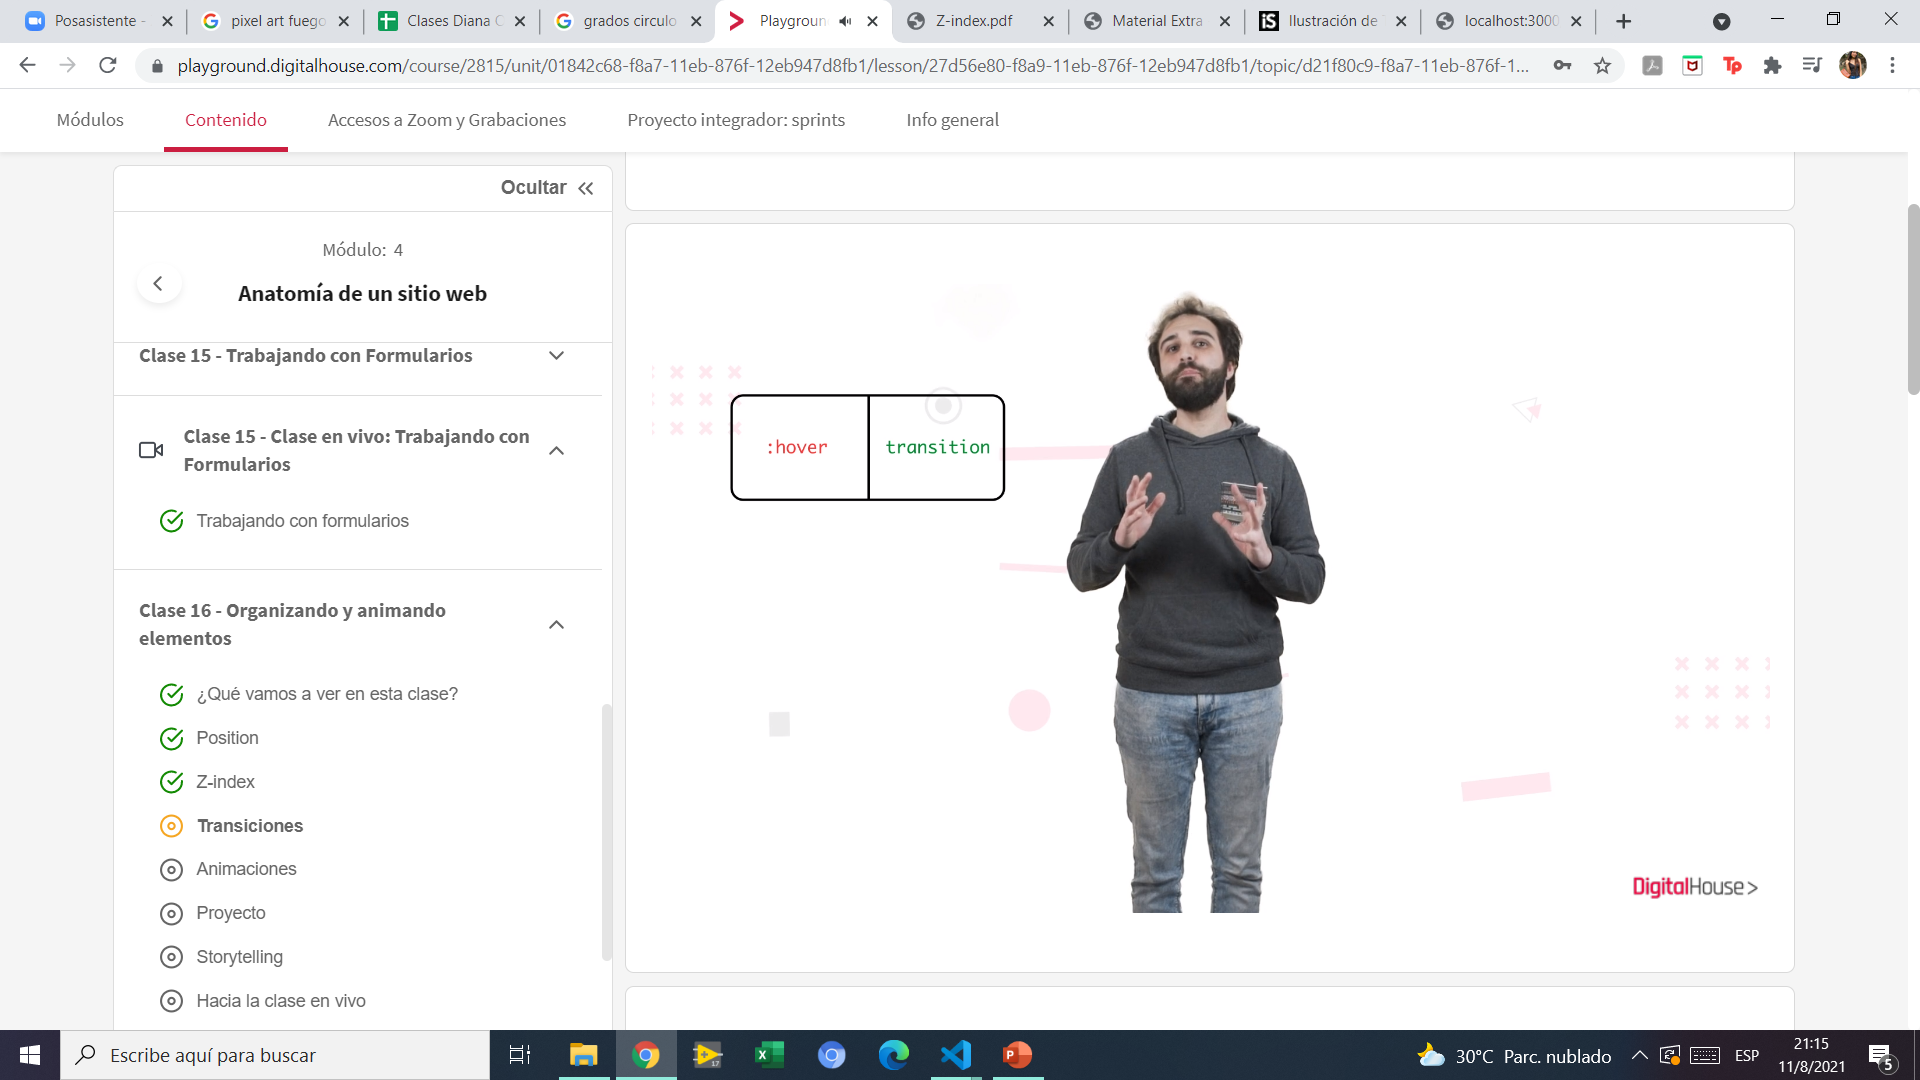 Posasistente -
pixel art fuego
Clases Diana C
grados circulo
Playground
Z-index.pdf
Material Extra
Ilustración de
localhost:3000
playground.digitalhouse.com/course/2815/unit/01842c68-f8a7-11eb-876f-12eb947d8fb1/lesson/27d56e80-f8a9-11eb-876f-12eb947d8fb1/topic/d21f80c9-f8a7-11eb-876f-1...
Módulos
Contenido
Accesos a Zoom y Grabaciones
Proyecto integrador: sprints
Info general
Ocultar
Módulo: 4
Anatomía de un sitio web
Clase 15 - Trabajando con Formularios
Clase 15 - Clase en vivo: Trabajando con
Formularios
Trabajando con formularios
Clase 16 - Organizando y animando
elementos
¿Qué vamos a ver en esta clase?
Position
Z-index
Transiciones
Animaciones
Proyecto
Storytelling
Hacia la clase en vivo
:hover
transition
DigitalHouse>
Escribe aquí para buscar
30°C Parc. nublado
ESP
21:15
11/8/2021
5